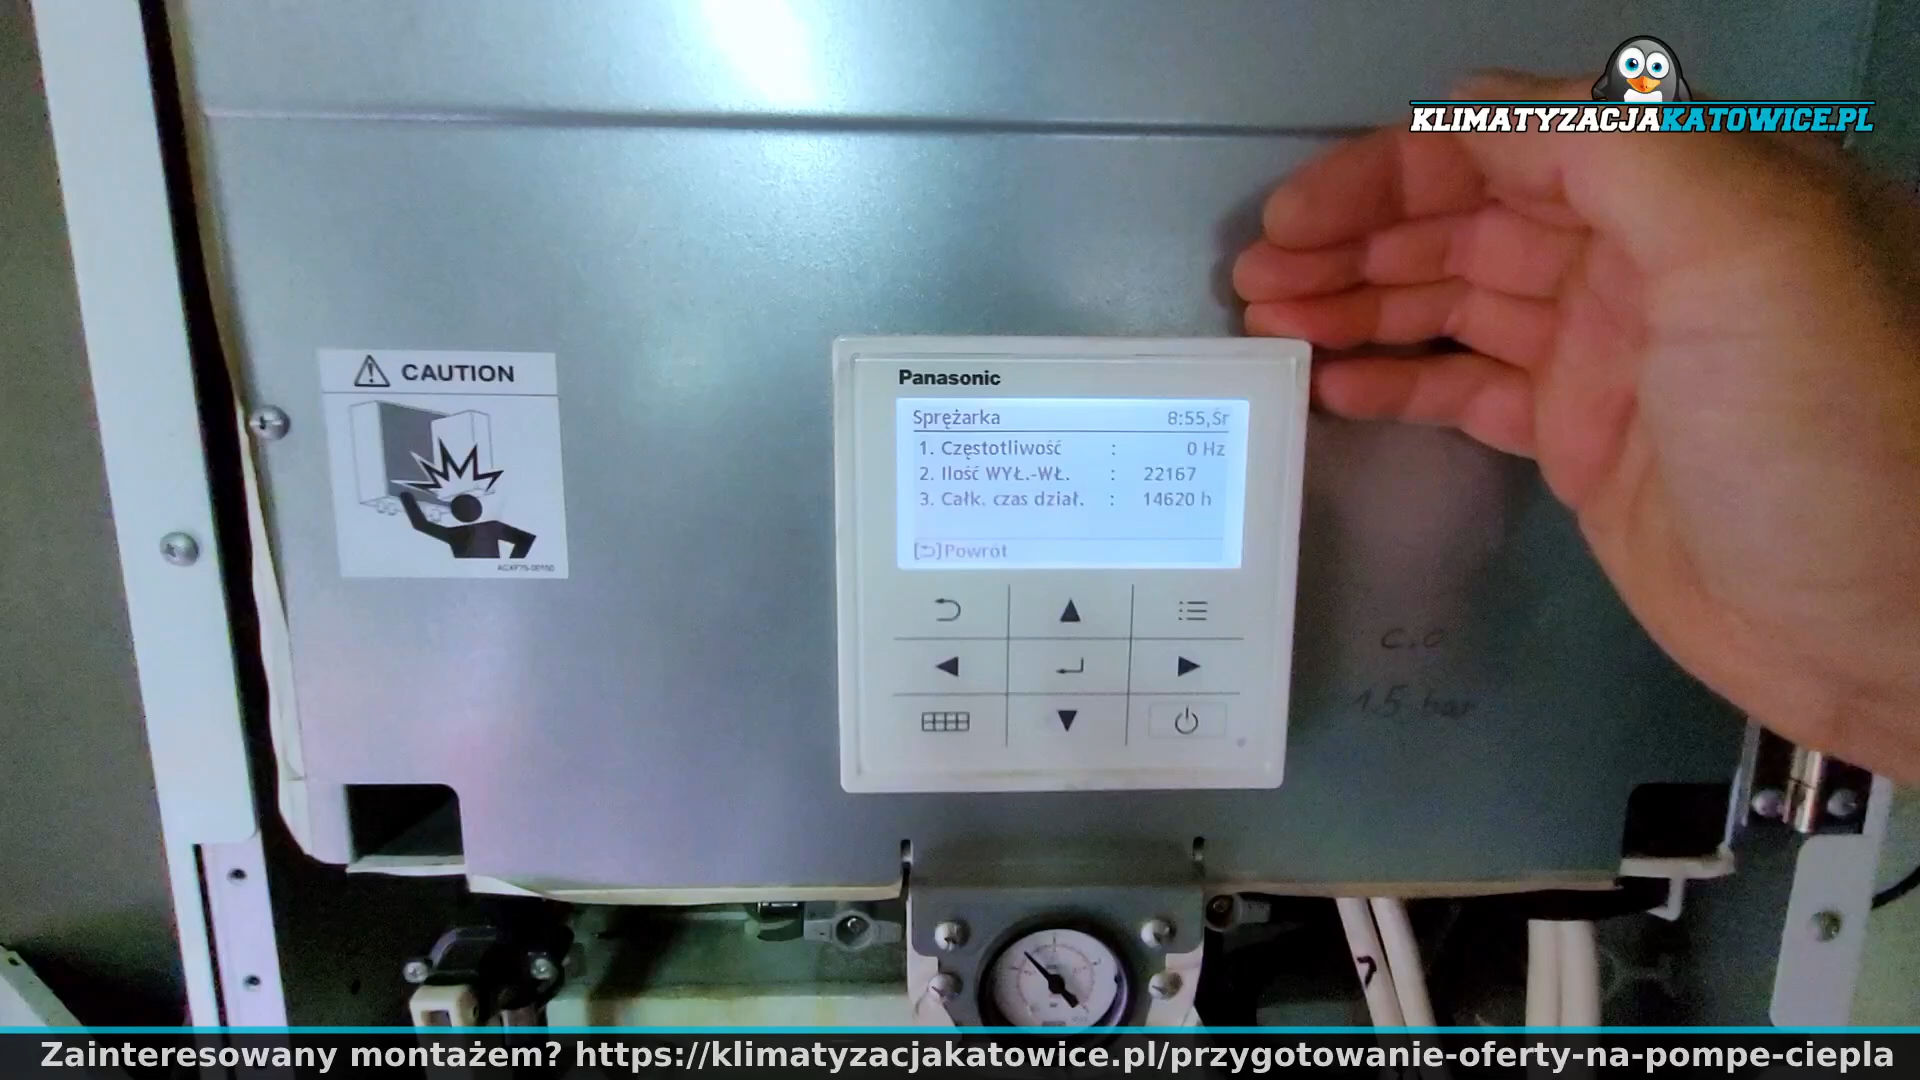 KLIMATYZACJAKATOWICE.PL
CAUTION
Panasonic
Sprężarka 8:55,Śr
1. Częstotliwość : 0 Hz
2. Ilość WYŁ.-WŁ. : 22167
3. Całk. czas dział. : 14620 h
[⮌]Powrót
C.O
1.5 bar
Zainteresowany montażem? https://klimatyzacjakatowice.pl/przygotowanie-oferty-na-pompe-ciepla